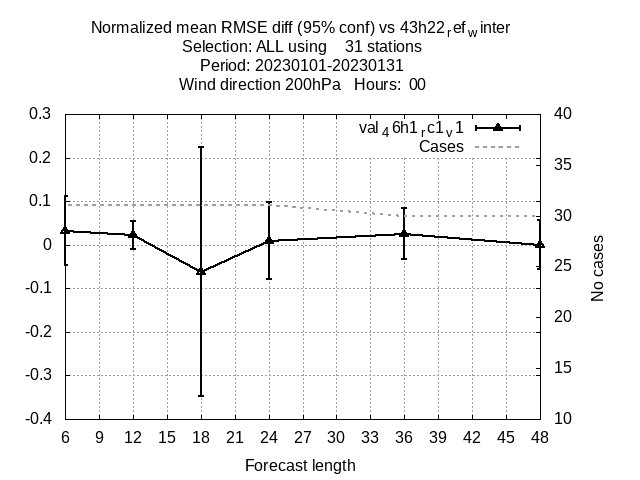 Normalized mean RMSE diff (95% conf) vs 43h22refwinter
Selection: ALL using 31 stations
Period: 20230101-20230131
Wind direction 200hPa Hours: 00
0.3
0.2
0.1
0
-0.1
-0.2
-0.3
-0.4
40
35
30
25
20
15
10
val46h1rc1v1
Cases
No cases
6 9 12 15 18 21 24 27 30 33 36 39 42 45 48
Forecast length